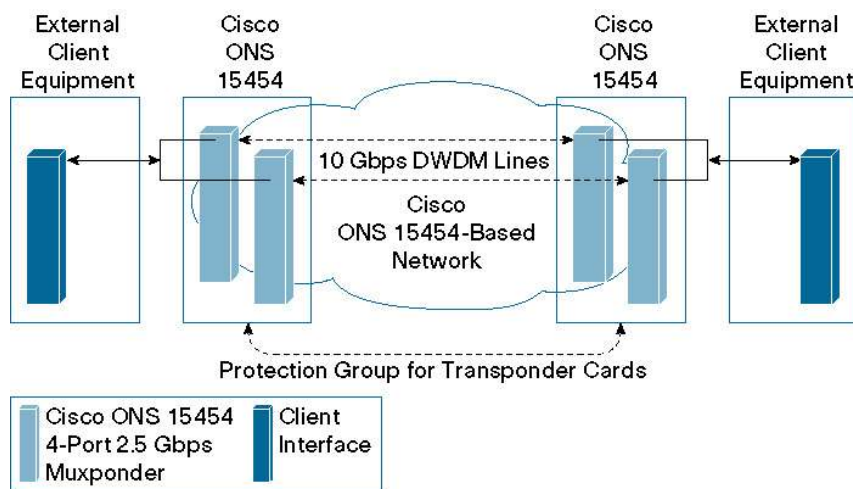 External
Client
Equipment
Cisco
ONS
15454
Cisco
ONS
15454
External
Client
Equipment
10 Gbps DWDM Lines
Cisco
ONS 15454-Based
Network
Protection Group for Transponder Cards
Cisco ONS 15454
4-Port 2.5 Gbps
Muxponder
Client
Interface